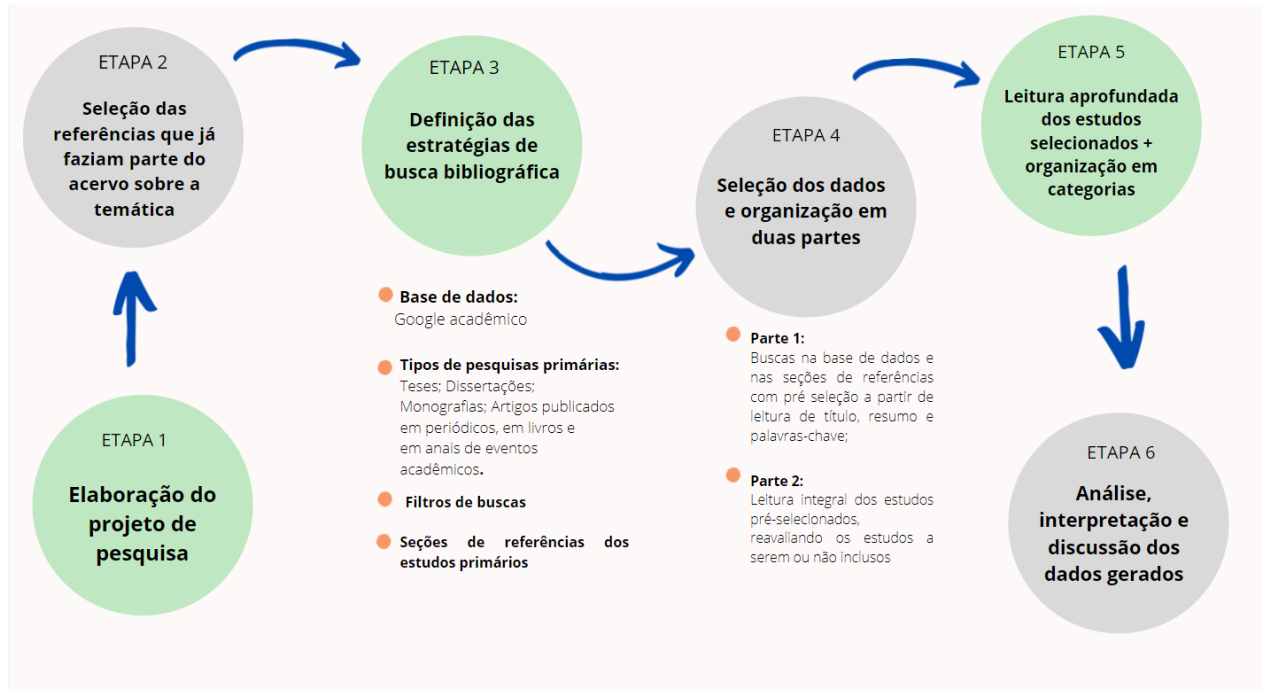 ETAPA 1
Elaboração do
projeto de
pesquisa
ETAPA 2
Seleção das
referências que já
faziam parte do
acervo sobre a
temática
ETAPA 3
Definição das
estratégias de
busca bibliográfica
Base de dados:
Google acadêmico
Tipos de pesquisas primárias:
Teses; Dissertações;
Monografias; Artigos publicados
em periódicos, em livros e
em anais de eventos
acadêmicos.
Filtros de buscas
Seções de referências dos
estudos primários
ETAPA 4
Seleção dos dados
e organização em
duas partes
Parte 1:
Buscas na base de dados e
nas seções de referências
com pré seleção a partir de
leitura de título, resumo e
palavras-chave;
Parte 2:
Leitura integral dos estudos
pré-selecionados,
reavaliando os estudos a
serem ou não inclusos
ETAPA 5
Leitura aprofundada
dos estudos
selecionados +
organização em
categorias
ETAPA 6
Análise,
interpretação e
discussão dos
dados gerados